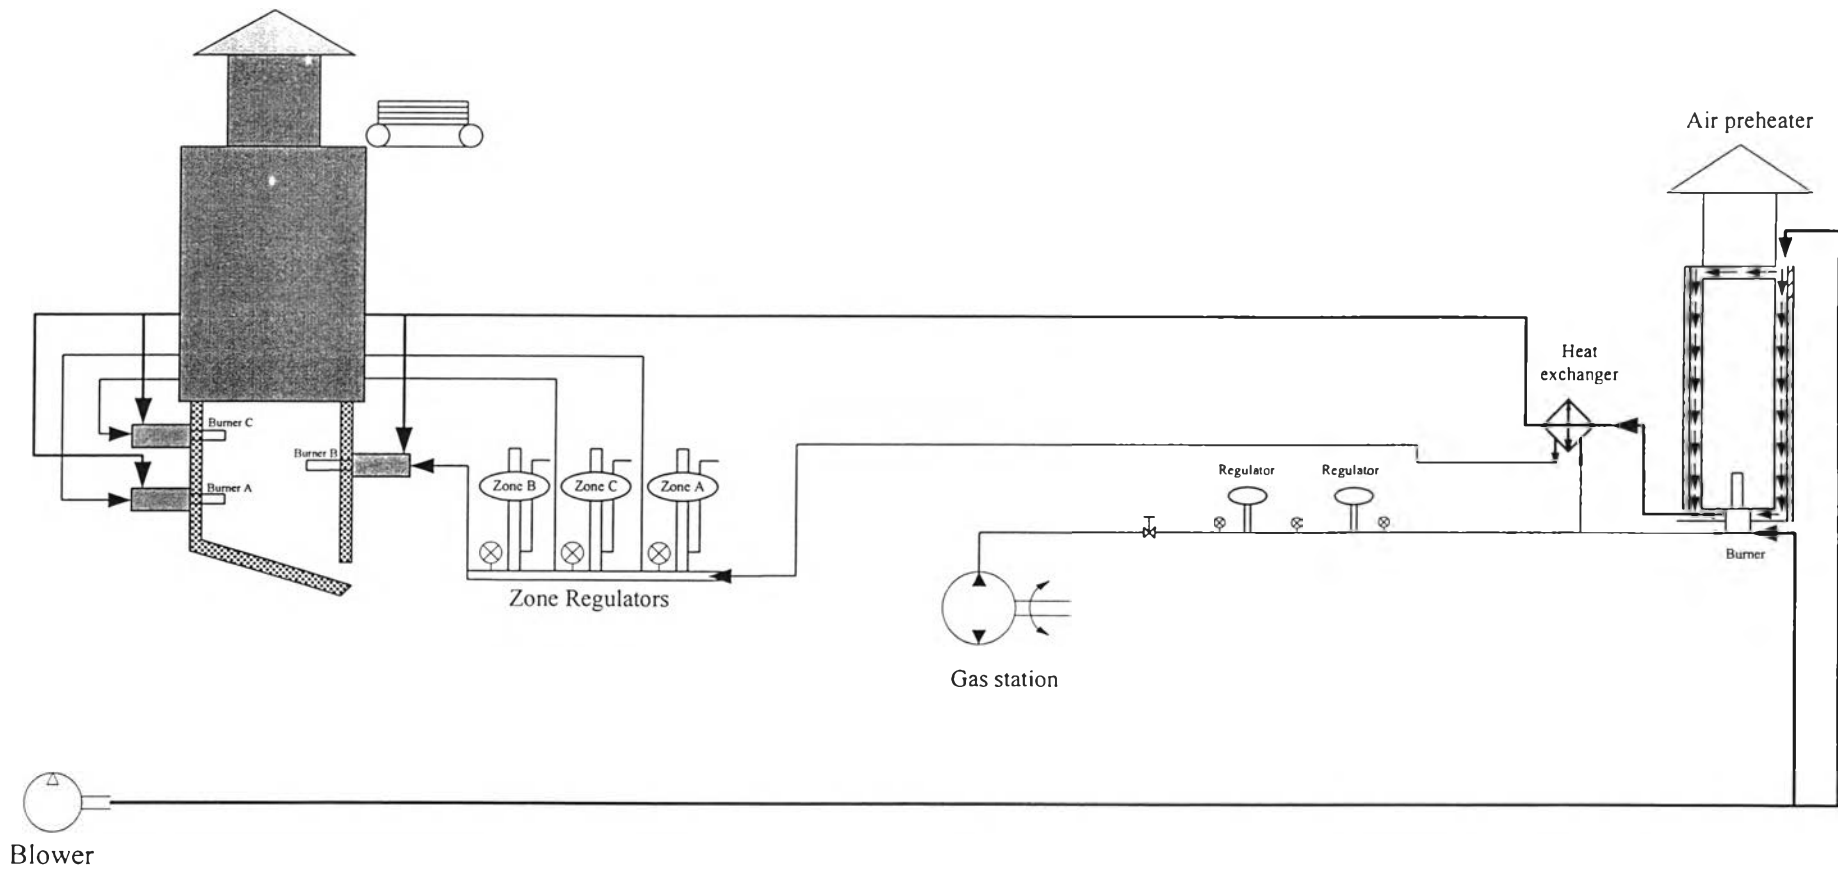 Air preheater
Heat
exchanger
Burner C
Burner B
Burner A
Zone B
Zone C
Zone A
Regulator
Regulator
Burner
Zone Regulators
Gas station
Blower